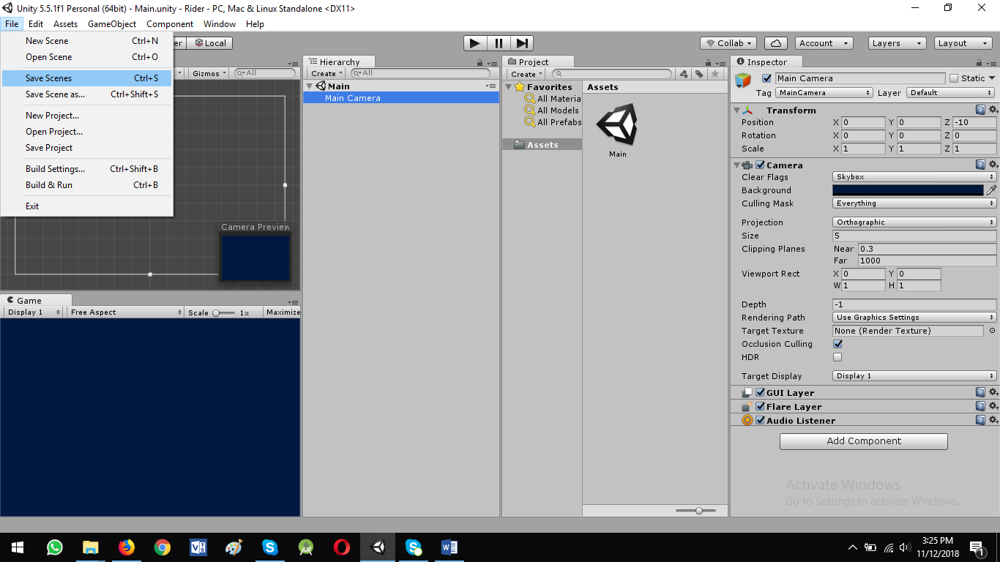 Unity 5.5.1f1 Personal (64bit) - Main.unity - Rider - PC, Mac & Linux Standalone <DX11>
File Edit Assets GameObject Component Window Help
New Scene Ctrl+N
Open Scene Ctrl+O
Save Scenes Ctrl+S
Save Scene as... Ctrl+Shift+S
New Project...
Open Project...
Save Project
Build Settings... Ctrl+Shift+B
Build & Run Ctrl+B
Exit
er Local
Collab Account Layers Layout
Gizmos All
Camera Preview
Game
Display 1 Free Aspect Scale 1x Maximize
Hierarchy
Create All
Main
Main Camera
Project
Create
Favorites
All Materia
All Models
All Prefabs
Assets
Assets
Main
Inspector
Main Camera Static
Tag MainCamera Layer Default
Transform
Position X 0 Y 0 Z -10
Rotation X 0 Y 0 Z 0
Scale X 1 Y 1 Z 1
Camera
Clear Flags Skybox
Background
Culling Mask Everything
Projection Orthographic
Size 5
Clipping Planes Near 0.3
Far 1000
Viewport Rect X 0 Y 0
W 1 H 1
Depth -1
Rendering Path Use Graphics Settings
Target Texture None (Render Texture)
Occlusion Culling
HDR
Target Display Display 1
GUI Layer
Flare Layer
Audio Listener
Add Component
Activate Windows
Go to Settings to activate Windows.
3:25 PM
11/12/2018
1